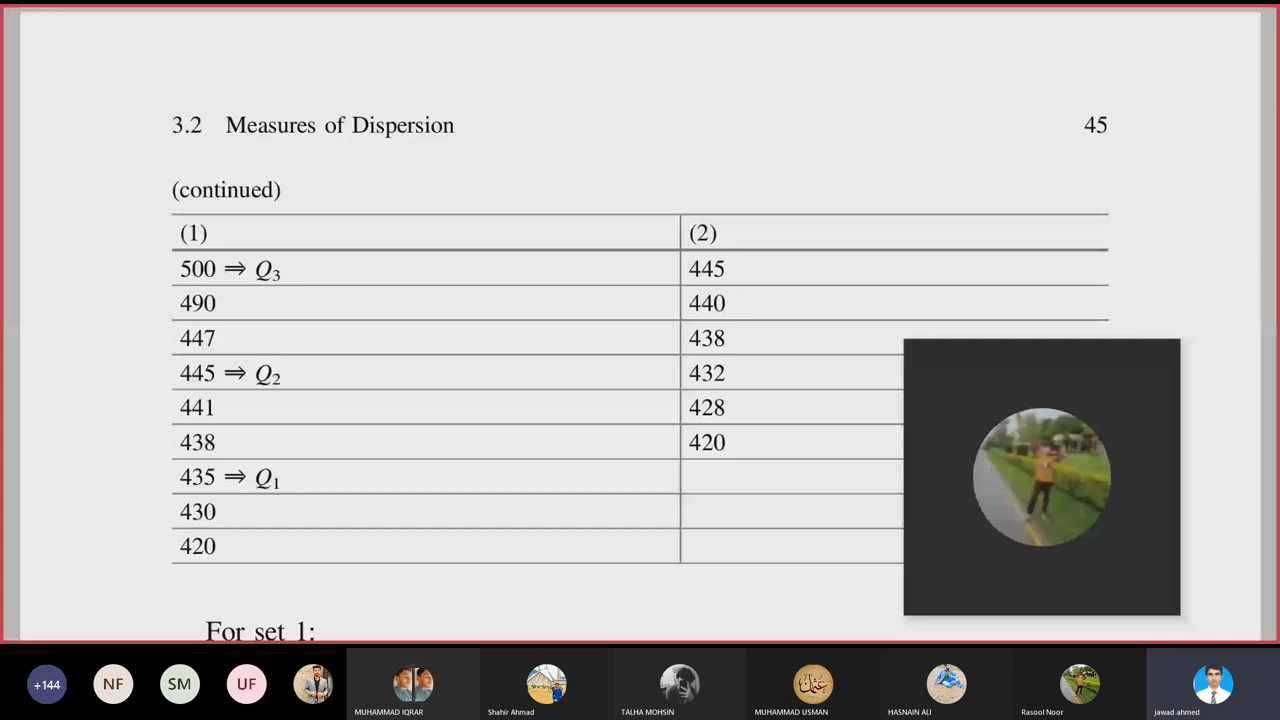 3.2 Measures of Dispersion 45
(continued)
(1) (2)
500 ⇒ Q3 445
490 440
447 438
445 ⇒ Q2 432
441 428
438 420
435 ⇒ Q1
430
420
For set 1:
+144 NF SM UF
MUHAMMAD IQRAR Shahir Ahmad TALHA MOHSIN MUHAMMAD USMAN HASNAIN ALI Rasool Noor jawad ahmed